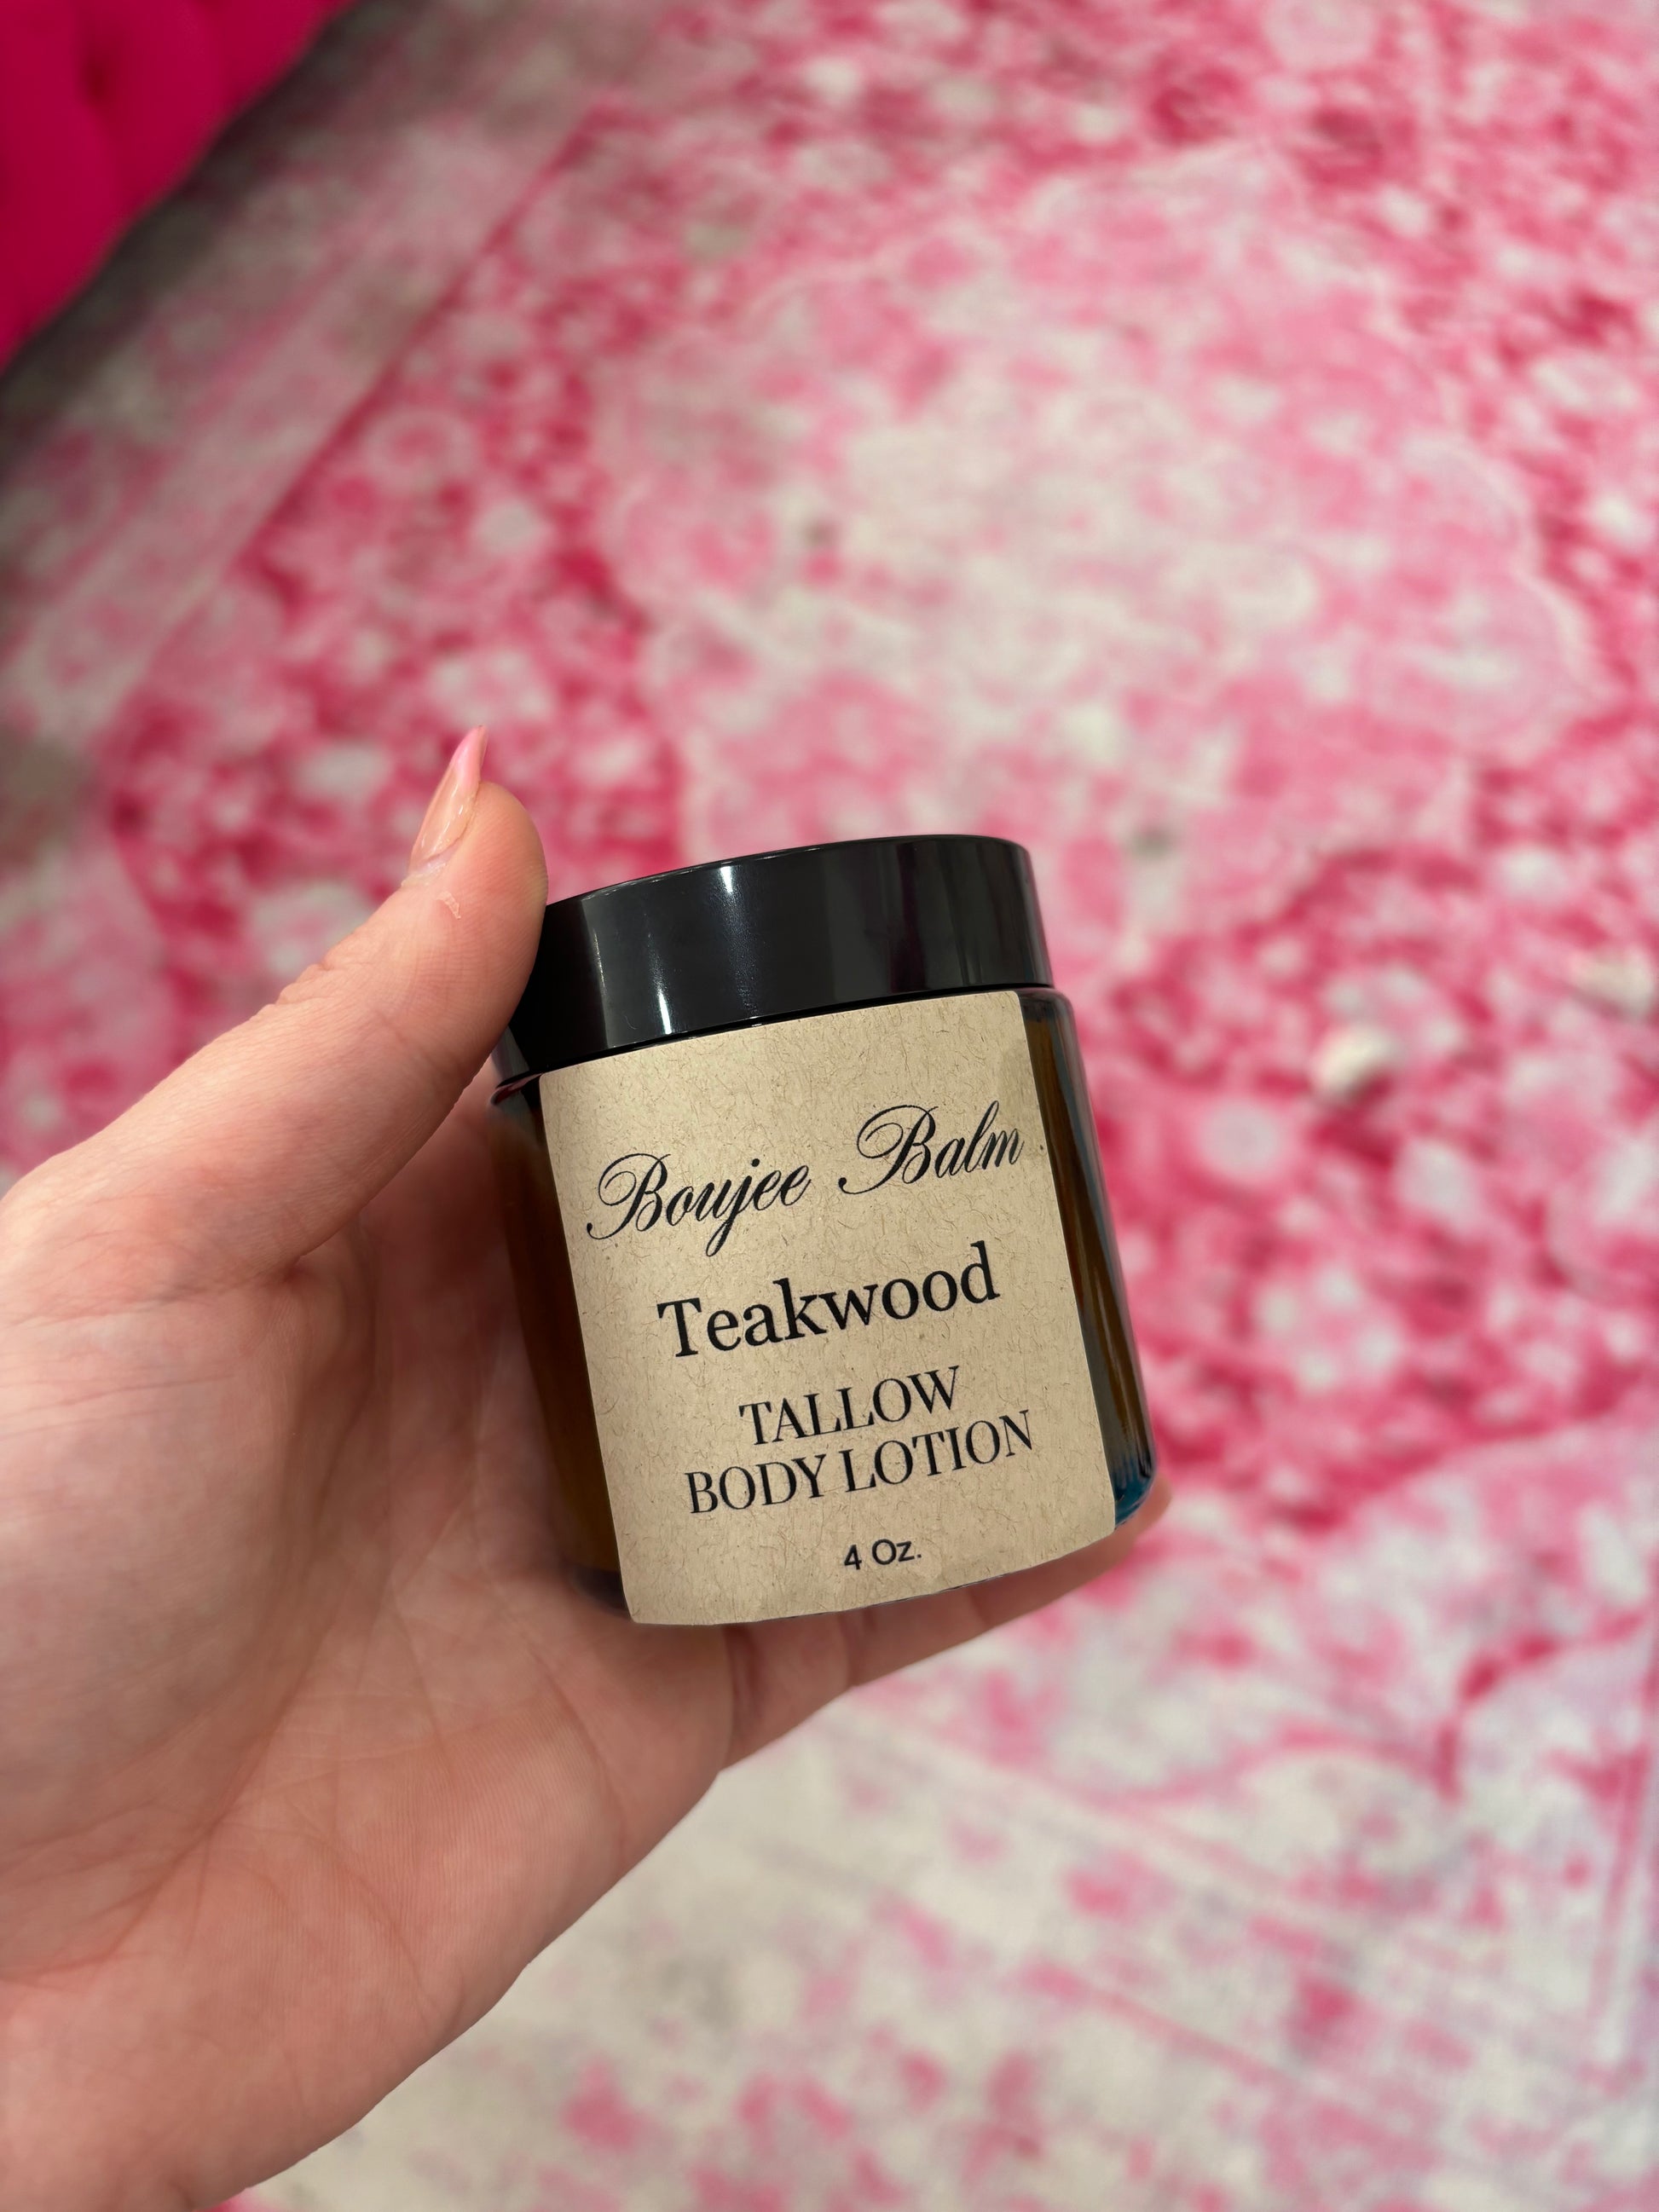 Boujee Balm
Teakwood
TALLOW
BODY LOTION
4 Oz.